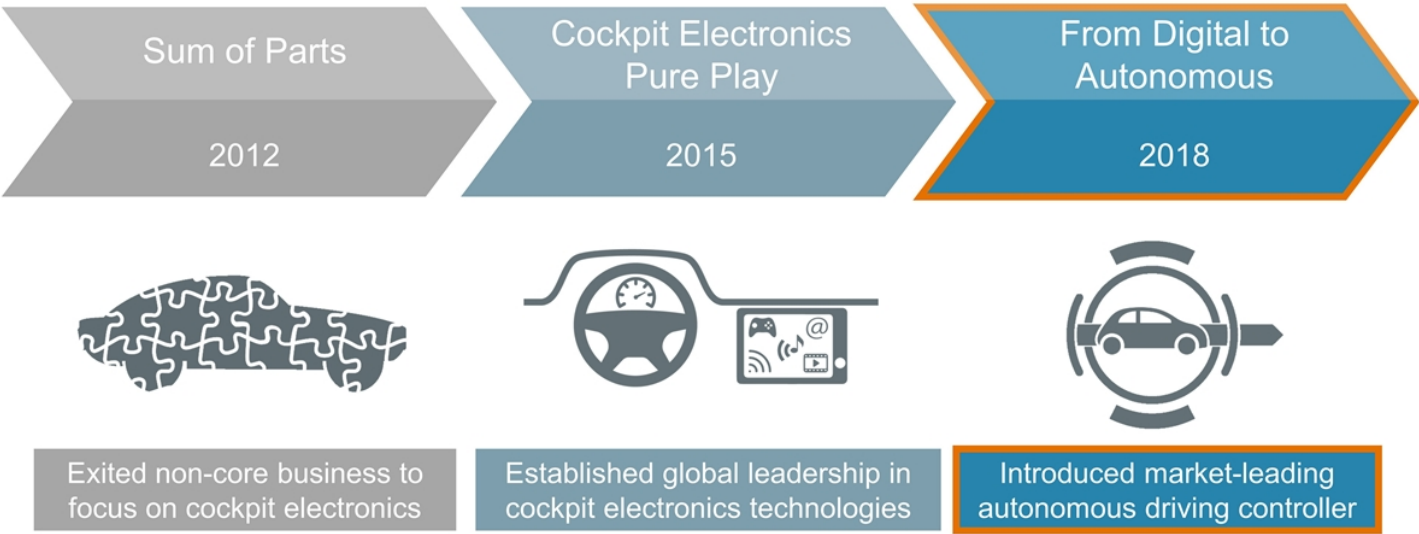 Sum of Parts
2012
Cockpit Electronics
Pure Play
2015
From Digital to
Autonomous
2018
@
Exited non-core business to
focus on cockpit electronics
Established global leadership in
cockpit electronics technologies
Introduced market-leading
autonomous driving controller